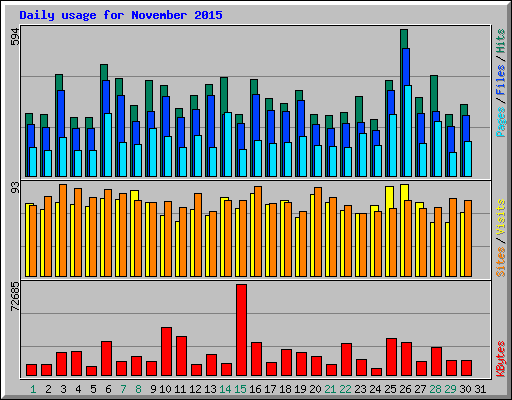 Daily usage for November 2015
594
Pages / Files / Hits
93
Sites / Visits
72685
KBytes
1 2 3 4 5 6 7 8 9 10 11 12 13 14 15 16 17 18 19 20 21 22 23 24 25 26 27 28 29 30 31